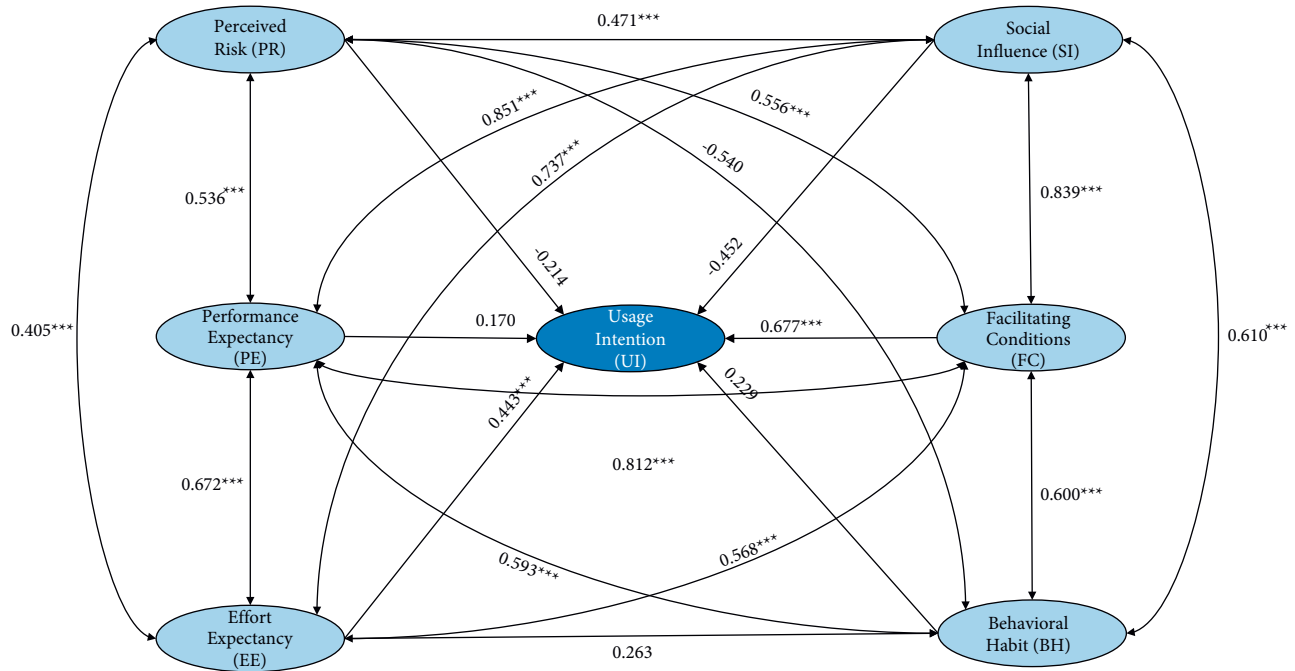 Perceived
Risk (PR)
0.471***
Social
Influence (SI)
0.851***
0.556***
0.737***
-0.540
0.536***
0.839***
-0.214
-0.452
0.405***
Performance
Expectancy
(PE)
0.170
Usage
Intention
(UI)
0.677***
Facilitating
Conditions
(FC)
0.610***
0.443***
0.229
0.672***
0.812***
0.600***
0.593***
0.568***
Effort
Expectancy
(EE)
0.263
Behavioral
Habit (BH)